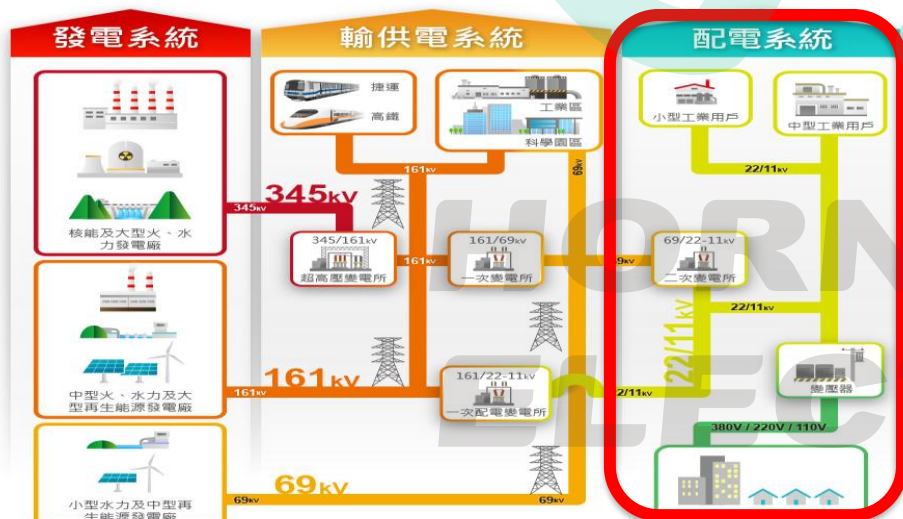 發電系統
輸供電系統
配電系統
核能及大型火、水
力發電廠
中型火、水力及大
型再生能源發電廠
小型水力及中型再
生能源發電廠
捷運
高鐵
工業區
科學園區
161kv
69kv
345kv
345kV
345/161kv
超高壓變電所
161kv
161/69kv
一次變電所
161kv
161kV
161/22-11kv
一次配電變電所
69kv
69kV
69kv
小型工業用戶
中型工業用戶
22/11kv
69/22-11kv
二次變電所
22/11kv
22/11kV
變壓器
380V / 220V / 110V
HORN
ELEC